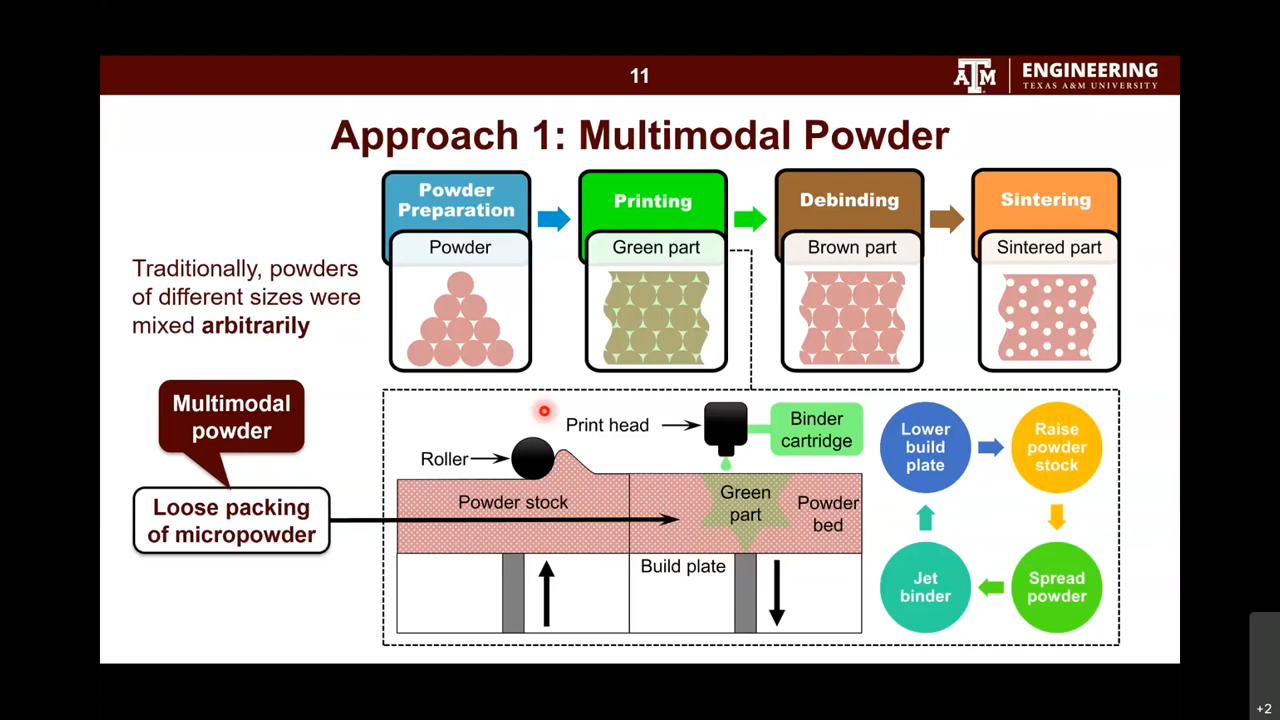 11
ATM
ENGINEERING
TEXAS A&M UNIVERSITY
Approach 1: Multimodal Powder
Powder
Preparation
Printing
Debinding
Sintering
Powder
Green part
Brown part
Sintered part
Traditionally, powders
of different sizes were
mixed arbitrarily
Multimodal
powder
Loose packing
of micropowder
Print head
Binder
cartridge
Roller
Powder stock
Green
part
Powder
bed
Build plate
Lower
build
plate
Raise
powder
stock
Jet
binder
Spread
powder
+2